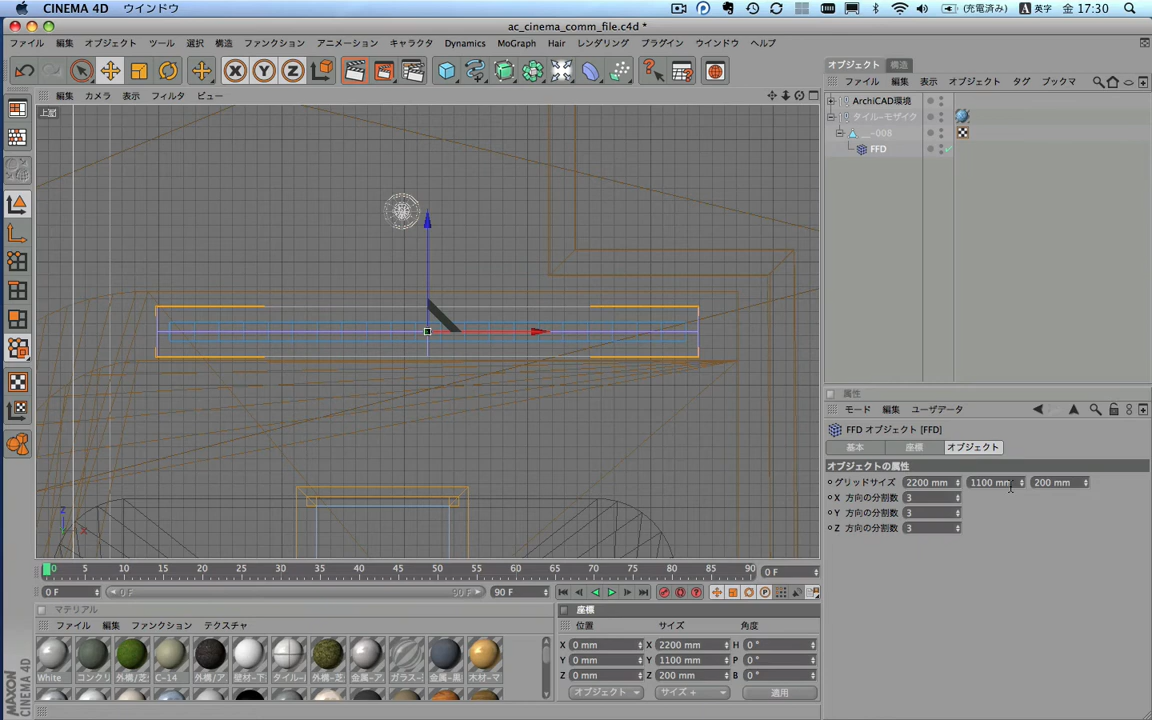 CINEMA 4D ウインドウ (充電済み) A 英字 金 17:30
ac_cinema_comm_file.c4d *
ファイル 編集 オブジェクト ツール 選択 構造 ファンクション アニメーション キャラクタ Dynamics MoGraph Hair レンダリング プラグイン ウインドウ ヘルプ
X Y Z
編集 カメラ 表示 フィルタ ビュー
上面
Z
X
オブジェクト 構造
ファイル 編集 表示 オブジェクト タグ ブックマ
ArchiCAD環境
タイル-モザイク
__-008
FFD
属性
モード 編集 ユーザデータ
FFD オブジェクト [FFD]
基本 座標 オブジェクト
オブジェクトの属性
グリッドサイズ 2200 mm 1100 mm 200 mm
X 方向の分割数 3
Y 方向の分割数 3
Z 方向の分割数 3
0 5 10 15 20 25 30 35 40 45 50 55 60 65 70 75 80 85 90 0 F
0 F 0 F 90 F 90 F
マテリアル
ファイル 編集 ファンクション テクスチャ
White コンクリ 外構/芝 C-14 外構/ア 壁材-下 タイル- 外構-芝 金属-ア ガラス- 金属-黒 木材-マ
座標
位置 サイズ 角度
X 0 mm X 2200 mm H 0 °
Y 0 mm Y 1100 mm P 0 °
Z 0 mm Z 200 mm B 0 °
オブジェクト サイズ + 適用
MAXON CINEMA 4D